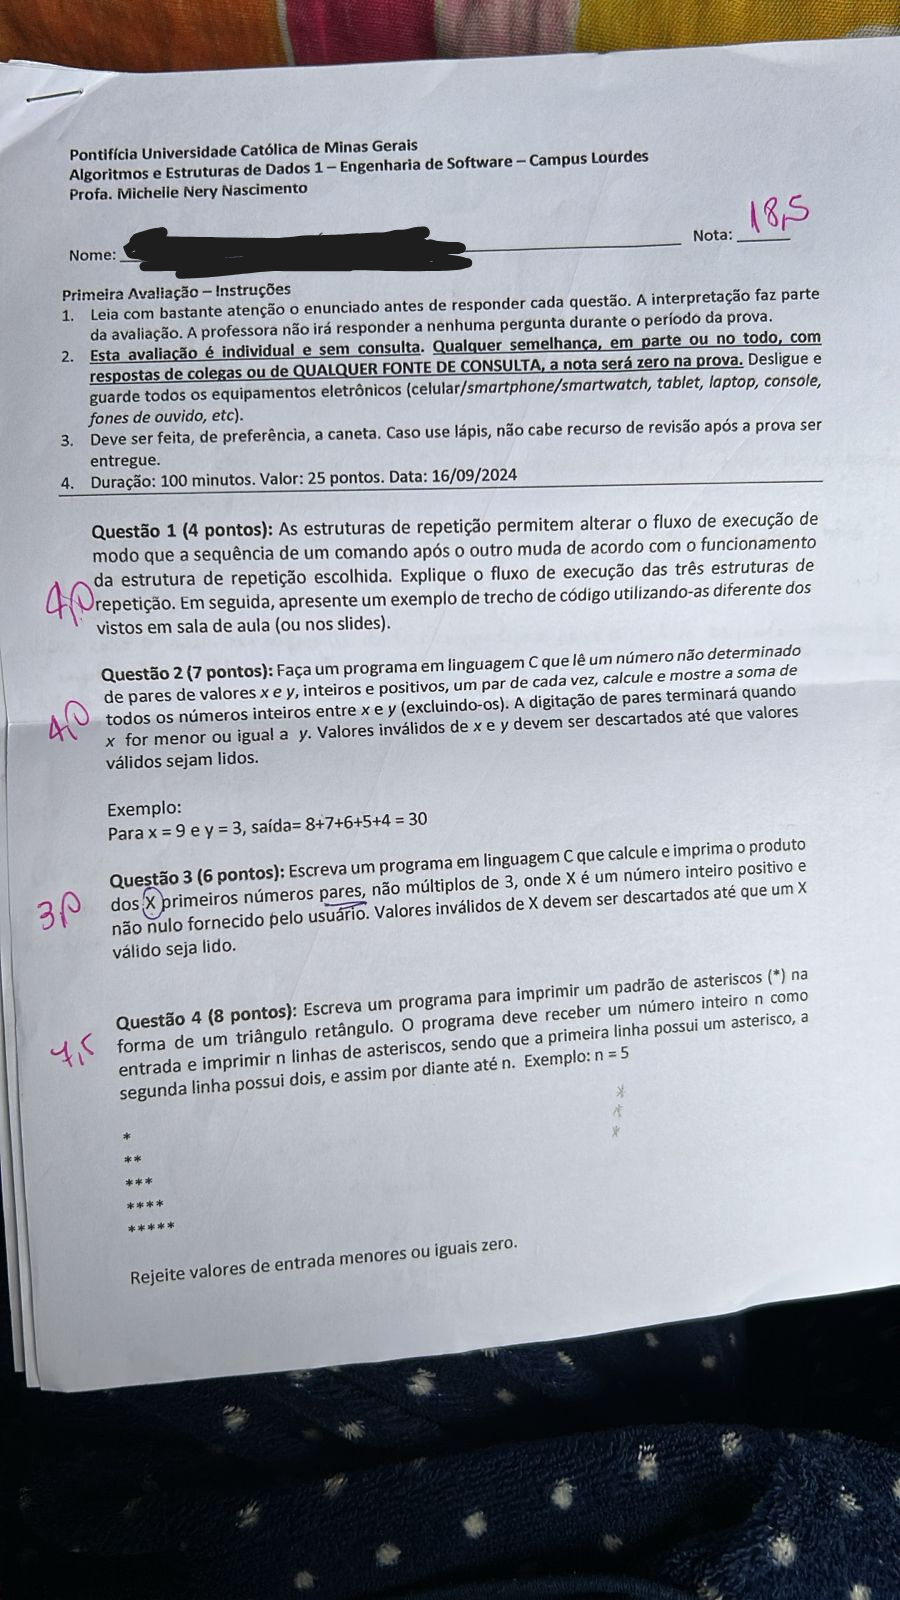 Pontifícia Universidade Católica de Minas Gerais
Algoritmos e Estruturas de Dados 1 – Engenharia de Software – Campus Lourdes
Profa. Michelle Nery Nascimento
Nome: Nota: 18,5
Primeira Avaliação – Instruções
1. Leia com bastante atenção o enunciado antes de responder cada questão. A interpretação faz parte
da avaliação. A professora não irá responder a nenhuma pergunta durante o período da prova.
2. Esta avaliação é individual e sem consulta. Qualquer semelhança, em parte ou no todo, com
respostas de colegas ou de QUALQUER FONTE DE CONSULTA, a nota será zero na prova. Desligue e
guarde todos os equipamentos eletrônicos (celular/smartphone/smartwatch, tablet, laptop, console,
fones de ouvido, etc).
3. Deve ser feita, de preferência, a caneta. Caso use lápis, não cabe recurso de revisão após a prova ser
entregue.
4. Duração: 100 minutos. Valor: 25 pontos. Data: 16/09/2024
Questão 1 (4 pontos): As estruturas de repetição permitem alterar o fluxo de execução de
modo que a sequência de um comando após o outro muda de acordo com o funcionamento
da estrutura de repetição escolhida. Explique o fluxo de execução das três estruturas de
4,0 repetição. Em seguida, apresente um exemplo de trecho de código utilizando-as diferente dos
vistos em sala de aula (ou nos slides).
Questão 2 (7 pontos): Faça um programa em linguagem C que lê um número não determinado
de pares de valores x e y, inteiros e positivos, um par de cada vez, calcule e mostre a soma de
4,0 todos os números inteiros entre x e y (excluindo-os). A digitação de pares terminará quando
x for menor ou igual a y. Valores inválidos de x e y devem ser descartados até que valores
válidos sejam lidos.
Exemplo:
Para x = 9 e y = 3, saída= 8+7+6+5+4 = 30
Questão 3 (6 pontos): Escreva um programa em linguagem C que calcule e imprima o produto
3,0 dos X primeiros números pares, não múltiplos de 3, onde X é um número inteiro positivo e
não nulo fornecido pelo usuário. Valores inválidos de X devem ser descartados até que um X
válido seja lido.
Questão 4 (8 pontos): Escreva um programa para imprimir um padrão de asteriscos (*) na
7,5 forma de um triângulo retângulo. O programa deve receber um número inteiro n como
entrada e imprimir n linhas de asteriscos, sendo que a primeira linha possui um asterisco, a
segunda linha possui dois, e assim por diante até n. Exemplo: n = 5
*
*
*
*
**
***
****
*****
Rejeite valores de entrada menores ou iguais zero.